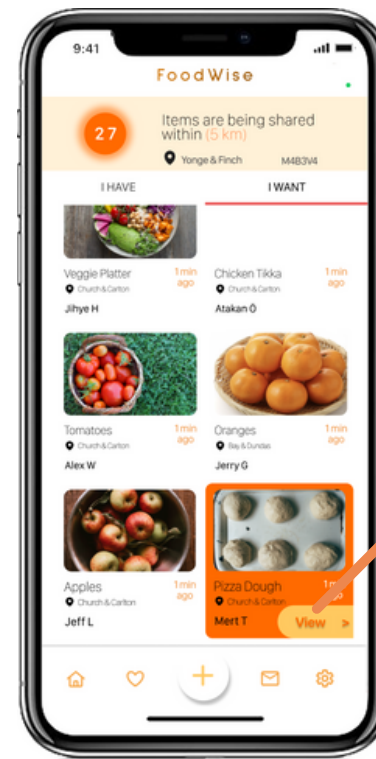 9:41
FoodWise
27
Items are being shared
within (5 km)
Yonge & Finch M4B3V4
I HAVE I WANT
Veggie Platter 1 min ago
Church & Carlton
Jihye H
Chicken Tikka 1 min ago
Church & Carlton
Atakan Ö
Tomatoes 1 min ago
Church & Carlton
Alex W
Oranges 1 min ago
Bay & Dundas
Jerry G
Apples 1 min ago
Church & Carlton
Jeff L
Pizza Dough
Church & Carlton
Mert T
View >